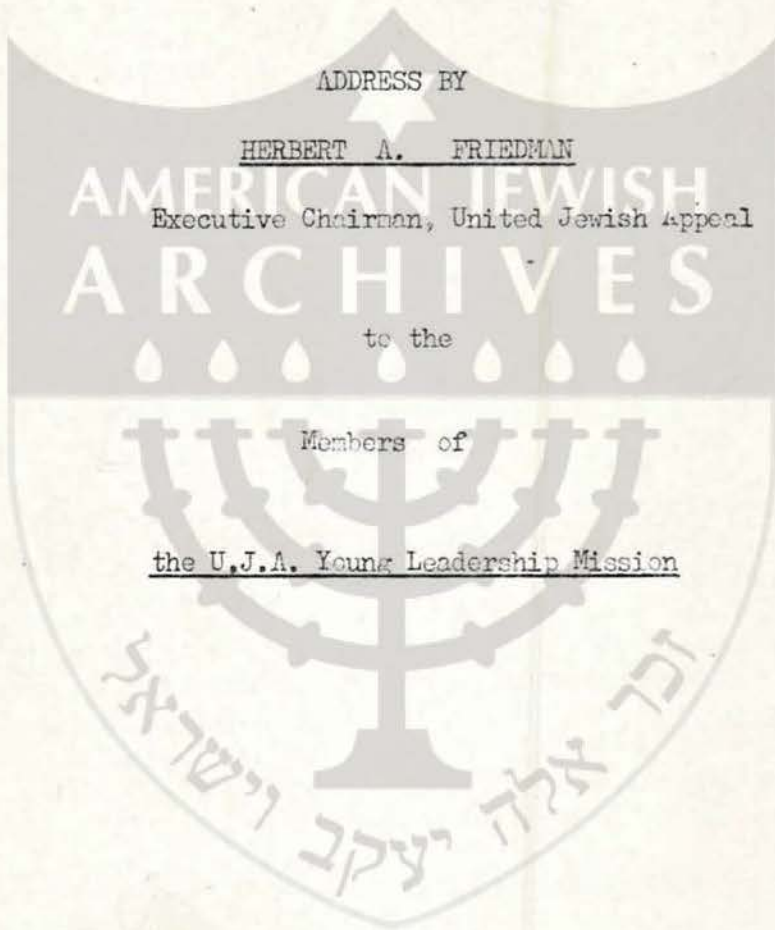 ADDRESS BY
HERBERT A. FRIEDMAN
AMERICAN JEWISH
Executive Chairman, United Jewish Appeal
ARCHIVES
to the
Members of
the U.J.A. Young Leadership Mission
זכר אלה יעקב וישראל